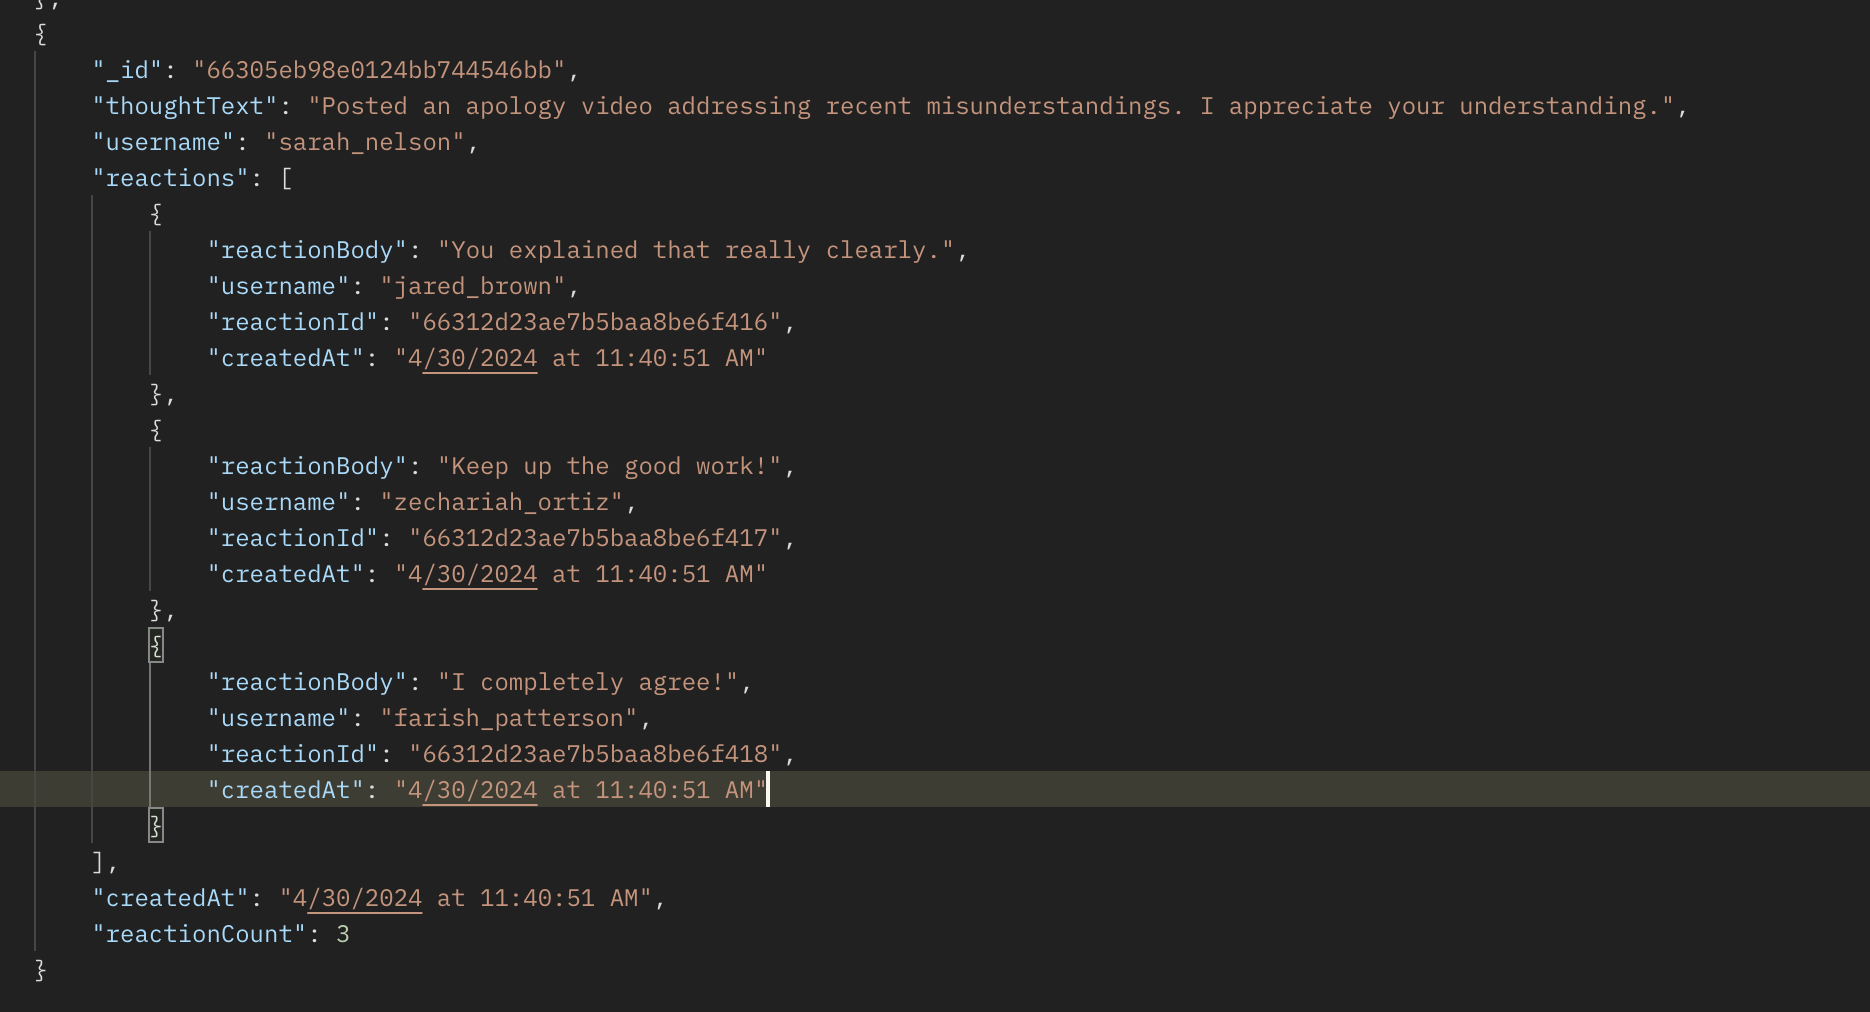 },
{
"_id": "66305eb98e0124bb744546bb",
"thoughtText": "Posted an apology video addressing recent misunderstandings. I appreciate your understanding.",
"username": "sarah_nelson",
"reactions": [
{
"reactionBody": "You explained that really clearly.",
"username": "jared_brown",
"reactionId": "66312d23ae7b5baa8be6f416",
"createdAt": "4/30/2024 at 11:40:51 AM"
},
{
"reactionBody": "Keep up the good work!",
"username": "zechariah_ortiz",
"reactionId": "66312d23ae7b5baa8be6f417",
"createdAt": "4/30/2024 at 11:40:51 AM"
},
{
"reactionBody": "I completely agree!",
"username": "farish_patterson",
"reactionId": "66312d23ae7b5baa8be6f418",
"createdAt": "4/30/2024 at 11:40:51 AM"
}
],
"createdAt": "4/30/2024 at 11:40:51 AM",
"reactionCount": 3
}